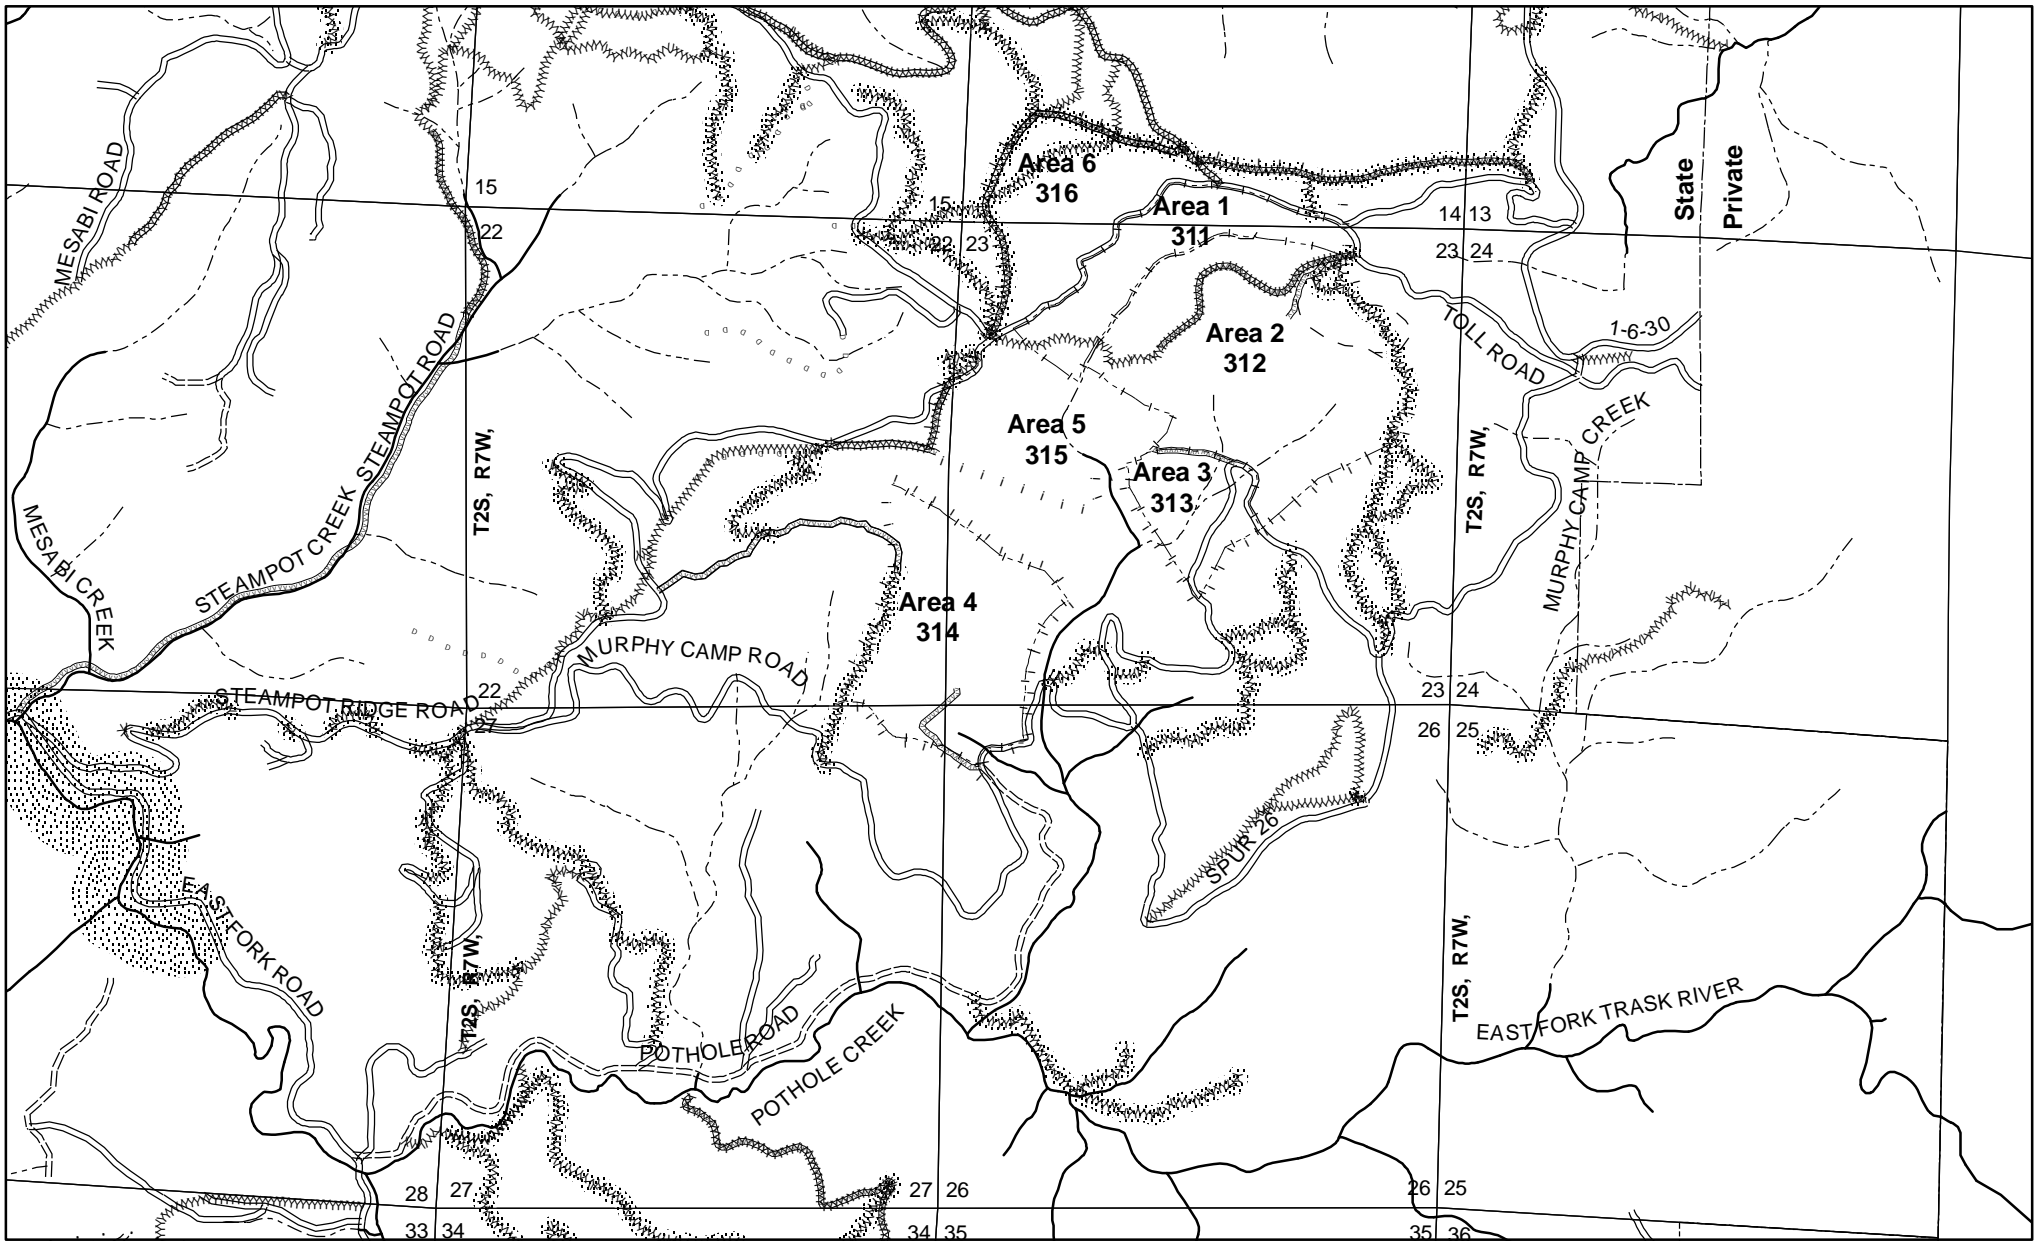 Area 6
316
State
Private
MESABI ROAD
15
15
22
22 23
14 13
23 24
Area 1
311
TOLL ROAD
1-6-30
Area 2
312
STEAMPOT ROAD
T2S, R7W,
T2S, R7W,
MURPHY CAMP CREEK
Area 5
315
Area 3
313
MESABI CREEK
STEAMPOT CREEK
Area 4
314
MURPHY CAMP ROAD
STEAMPOT RIDGE ROAD
22
27
23 24
26 25
SPUR 26
EAST FORK ROAD
T2S, R7W,
T2S, R7W,
POTHOLE ROAD
POTHOLE CREEK
EAST FORK TRASK RIVER
28 27
33 34
27 26
34 35
26 25
35 36